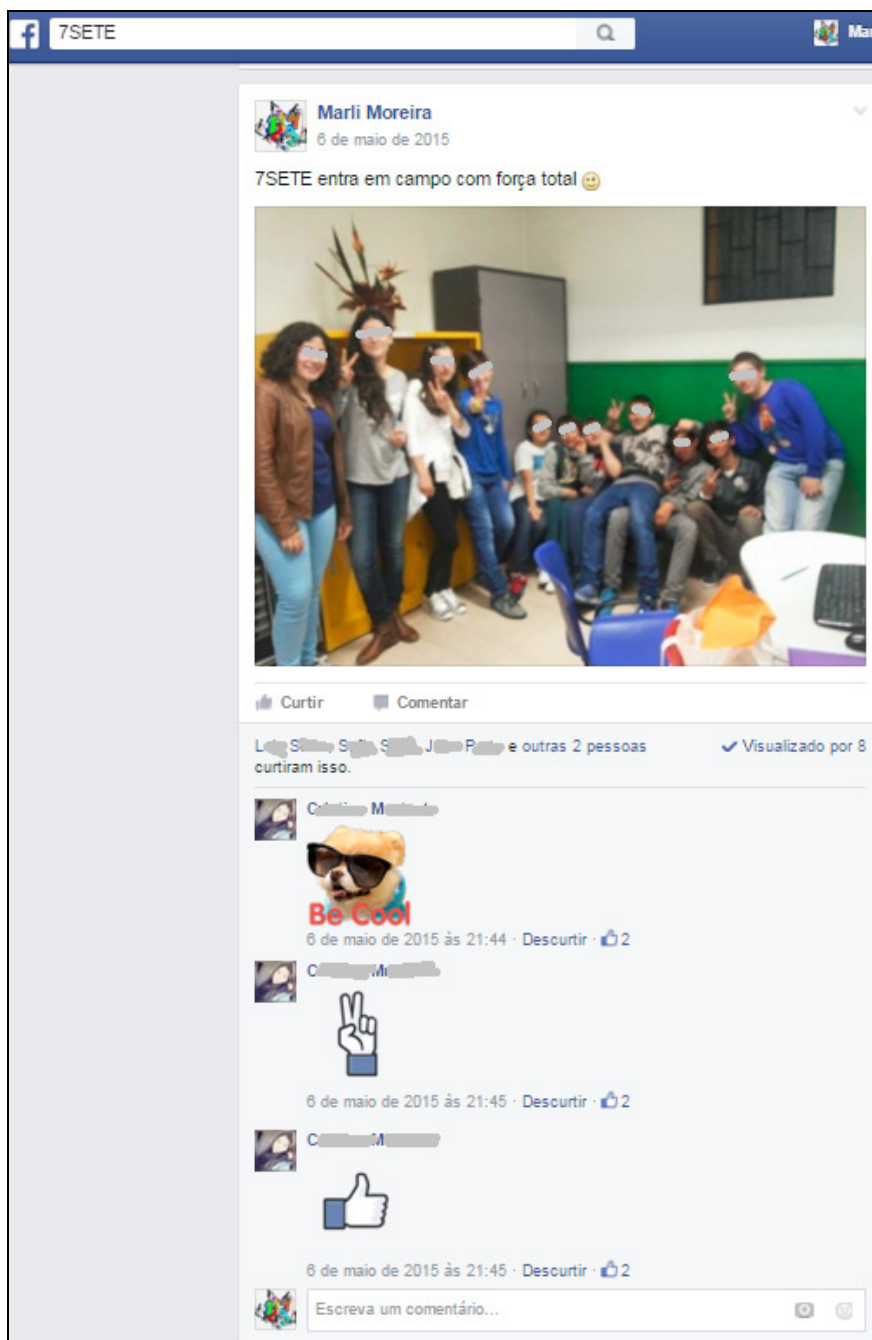 f
7SETE
Mar
Marli Moreira
6 de maio de 2015
7SETE entra em campo com força total
Curtir Comentar
e outras 2 pessoas
curtiram isso.
Visualizado por 8
Be Cool
6 de maio de 2015 às 21:44 · Descurtir · 2
6 de maio de 2015 às 21:45 · Descurtir · 2
6 de maio de 2015 às 21:45 · Descurtir · 2
Escreva um comentário...